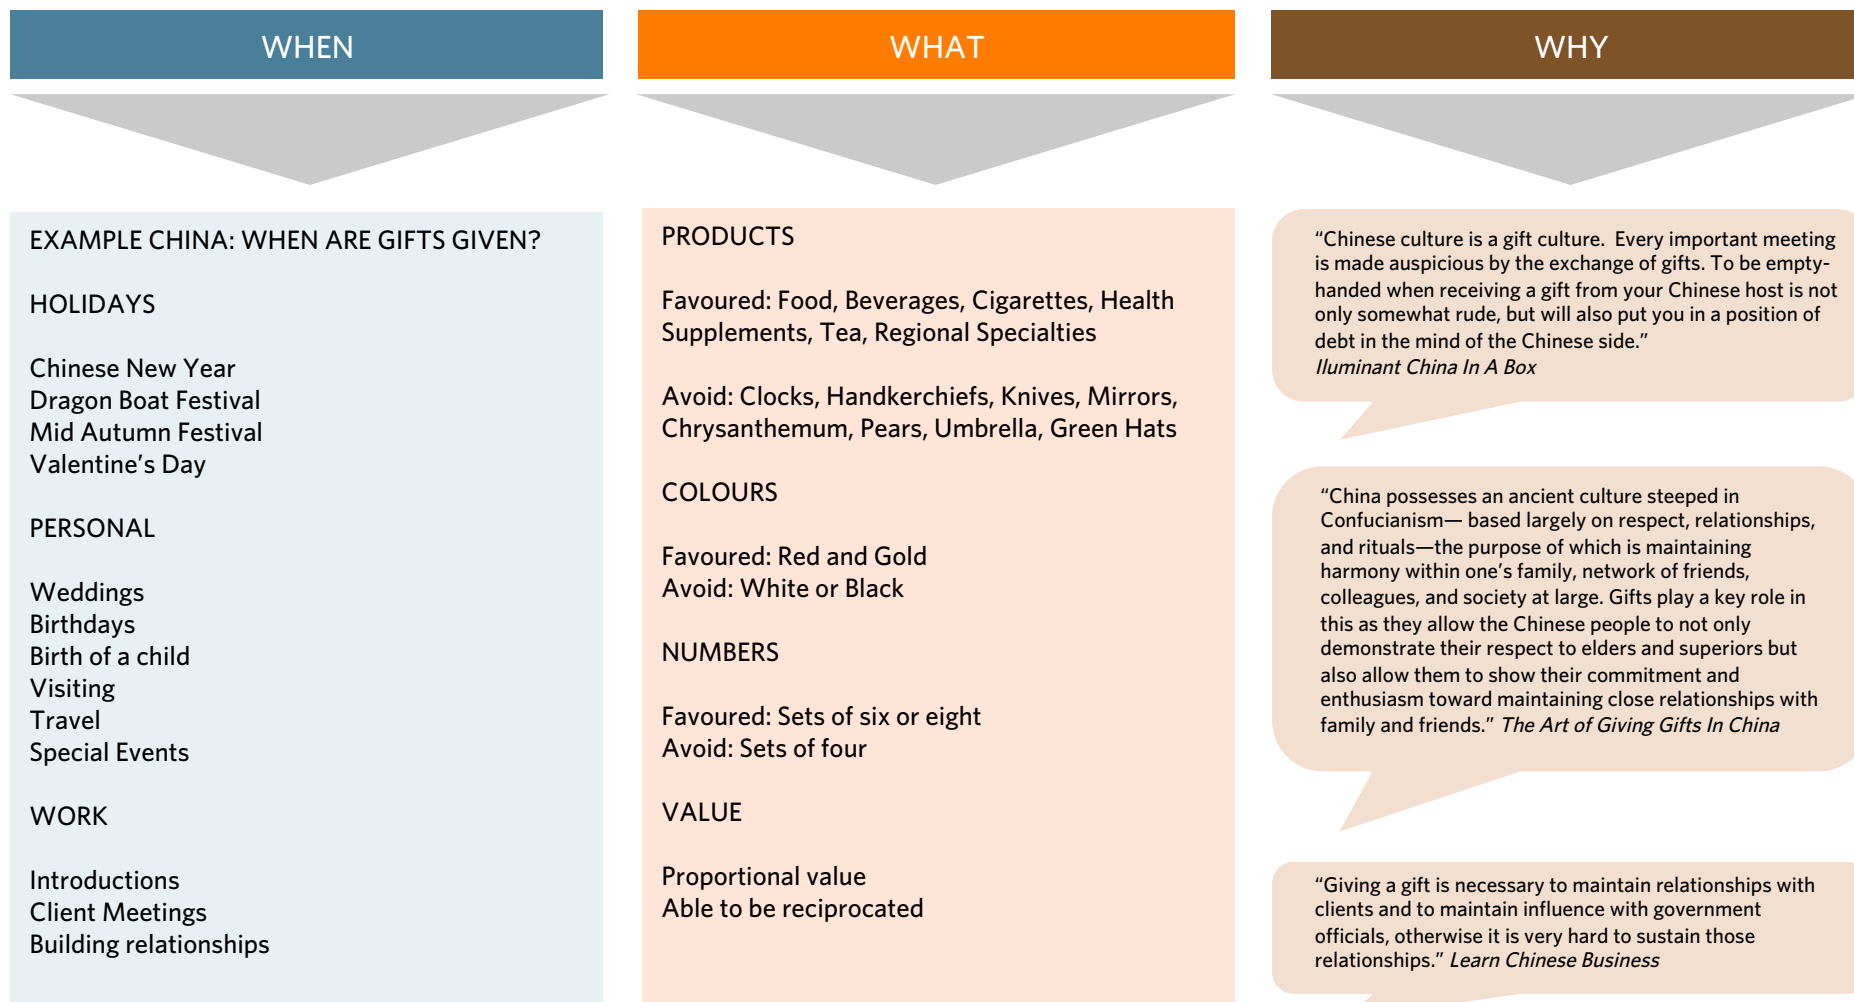 WHEN
EXAMPLE CHINA: WHEN ARE GIFTS GIVEN?
HOLIDAYS
Chinese New Year
Dragon Boat Festival
Mid Autumn Festival
Valentine’s Day
PERSONAL
Weddings
Birthdays
Birth of a child
Visiting
Travel
Special Events
WORK
Introductions
Client Meetings
Building relationships
WHAT
PRODUCTS
Favoured: Food, Beverages, Cigarettes, Health
Supplements, Tea, Regional Specialties
Avoid: Clocks, Handkerchiefs, Knives, Mirrors,
Chrysanthemum, Pears, Umbrella, Green Hats
COLOURS
Favoured: Red and Gold
Avoid: White or Black
NUMBERS
Favoured: Sets of six or eight
Avoid: Sets of four
VALUE
Proportional value
Able to be reciprocated
WHY
“Chinese culture is a gift culture.  Every important meeting
is made auspicious by the exchange of gifts. To be empty-
handed when receiving a gift from your Chinese host is not
only somewhat rude, but will also put you in a position of
debt in the mind of the Chinese side.”
Iluminant China In A Box
“China possesses an ancient culture steeped in
Confucianism— based largely on respect, relationships,
and rituals—the purpose of which is maintaining
harmony within one’s family, network of friends,
colleagues, and society at large. Gifts play a key role in
this as they allow the Chinese people to not only
demonstrate their respect to elders and superiors but
also allow them to show their commitment and
enthusiasm toward maintaining close relationships with
family and friends.” The Art of Giving Gifts In China
“Giving a gift is necessary to maintain relationships with
clients and to maintain influence with government
officials, otherwise it is very hard to sustain those
relationships.” Learn Chinese Business